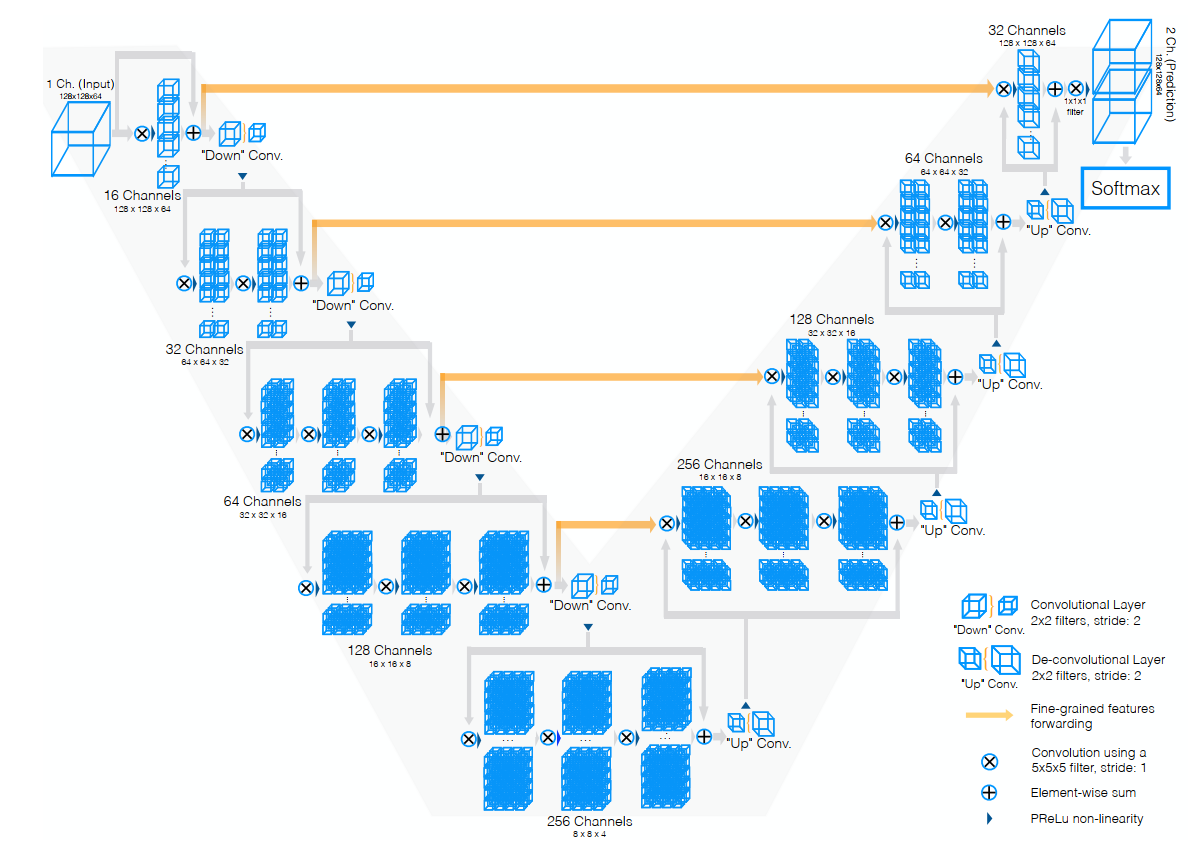 1 Ch. (Input)
128x128x64
"Down" Conv.
16 Channels
128 x 128 x 64
"Down" Conv.
32 Channels
64 x 64 x 32
"Down" Conv.
64 Channels
32 x 32 x 16
"Down" Conv.
128 Channels
16 x 16 x 8
256 Channels
8 x 8 x 4
"Up" Conv.
256 Channels
16 x 16 x 8
"Up" Conv.
128 Channels
32 x 32 x 16
"Up" Conv.
64 Channels
64 x 64 x 32
"Up" Conv.
32 Channels
128 x 128 x 64
1x1x1
filter
2 Ch. (Prediction)
128x128x64
Softmax
"Down" Conv.
Convolutional Layer
2x2 filters, stride: 2
"Up" Conv.
De-convolutional Layer
2x2 filters, stride: 2
Fine-grained features
forwarding
Convolution using a
5x5x5 filter, stride: 1
Element-wise sum
PReLu non-linearity